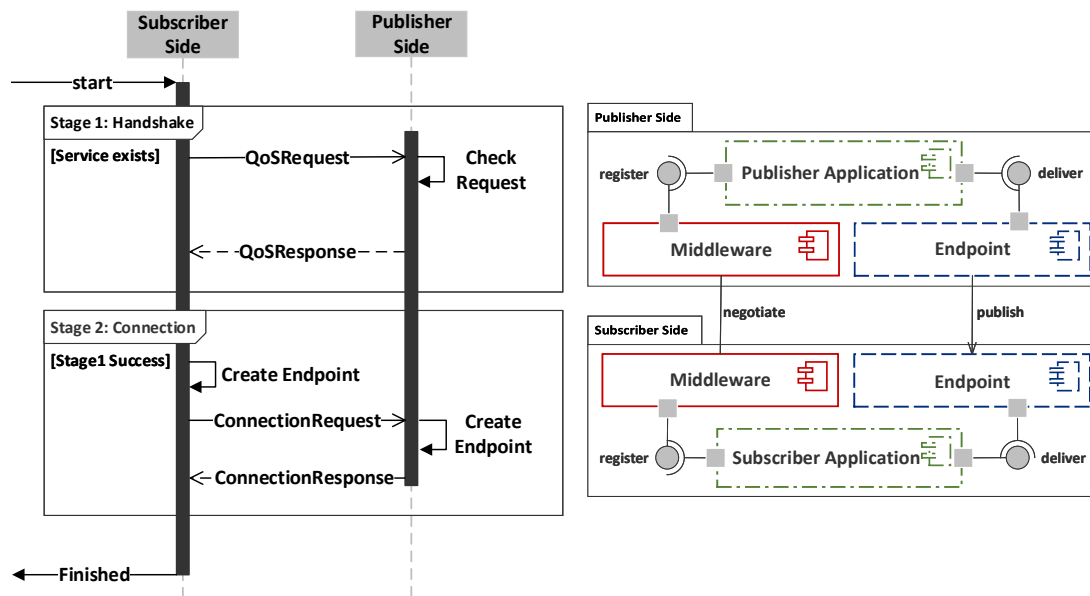 Subscriber
Side
Publisher
Side
start
Stage 1: Handshake
[Service exists]
QoSRequest
Check
Request
QoSResponse
Stage 2: Connection
[Stage1 Success]
Create Endpoint
ConnectionRequest
Create
Endpoint
ConnectionResponse
Finished
Publisher Side
register
Publisher Application
deliver
Middleware
Endpoint
negotiate
publish
Subscriber Side
Middleware
Endpoint
register
Subscriber Application
deliver